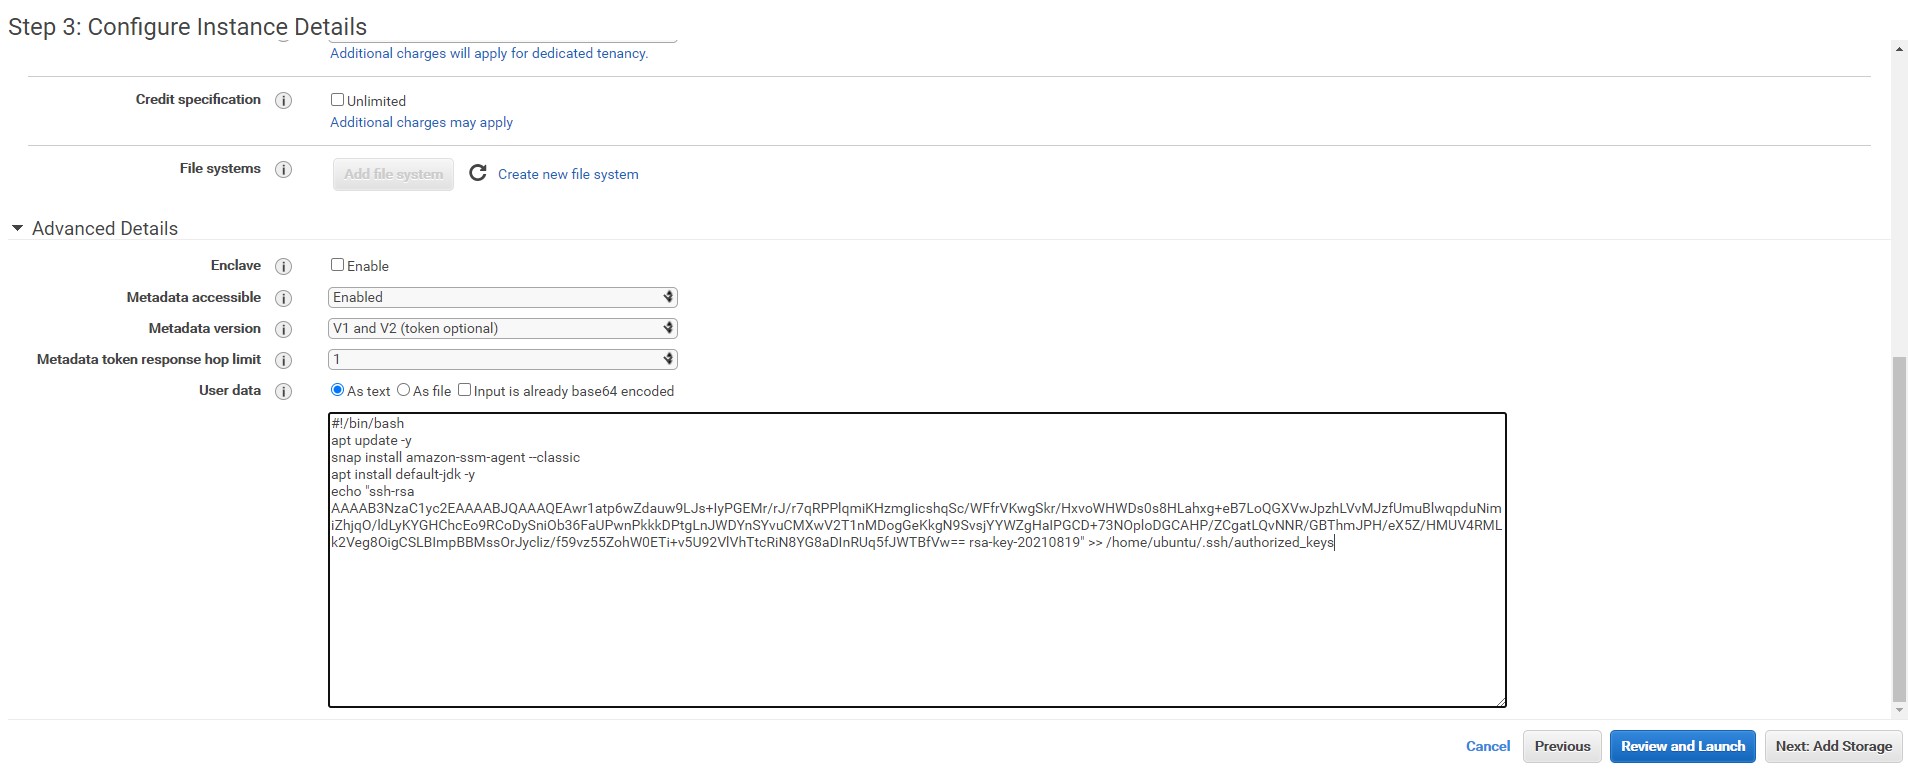 Step 3: Configure Instance Details
Additional charges will apply for dedicated tenancy.
Credit specification
Unlimited
Additional charges may apply
File systems
Add file system
Create new file system
Advanced Details
Enclave
Enable
Metadata accessible
Enabled
Metadata version
V1 and V2 (token optional)
Metadata token response hop limit
1
User data
As text As file Input is already base64 encoded
#!/bin/bash
apt update -y
snap install amazon-ssm-agent --classic
apt install default-jdk -y
echo "ssh-rsa
AAAAB3NzaC1yc2EAAAABJQAAAQEAwr1atp6wZdauw9LJs+IyPGEMr/rJ/r7qRPPlqmiKHzmgIicshqSc/WFfrVKwgSkr/HxvoWHWDs0s8HLahxg+eB7LoQGXVwJpzhLVvMJzfUmuBlwqpduNim
iZhjqO/ldLyKYGHChcEo9RCoDySniOb36FaUPwnPkkkDPtgLnJWDYnSYvuCMXwV2T1nMDogGeKkgN9SvsjYYWZgHaIPGCD+73NOploDGCAHP/ZCgatLQvNNR/GBThmJPH/eX5Z/HMUV4RML
k2Veg8OigCSLBImpBBMssOrJycliz/f59vz55ZohW0ETi+v5U92VlVhTtcRiN8YG8aDInRUq5fJWTBfVw== rsa-key-20210819" >> /home/ubuntu/.ssh/authorized_keys
Cancel
Previous
Review and Launch
Next: Add Storage